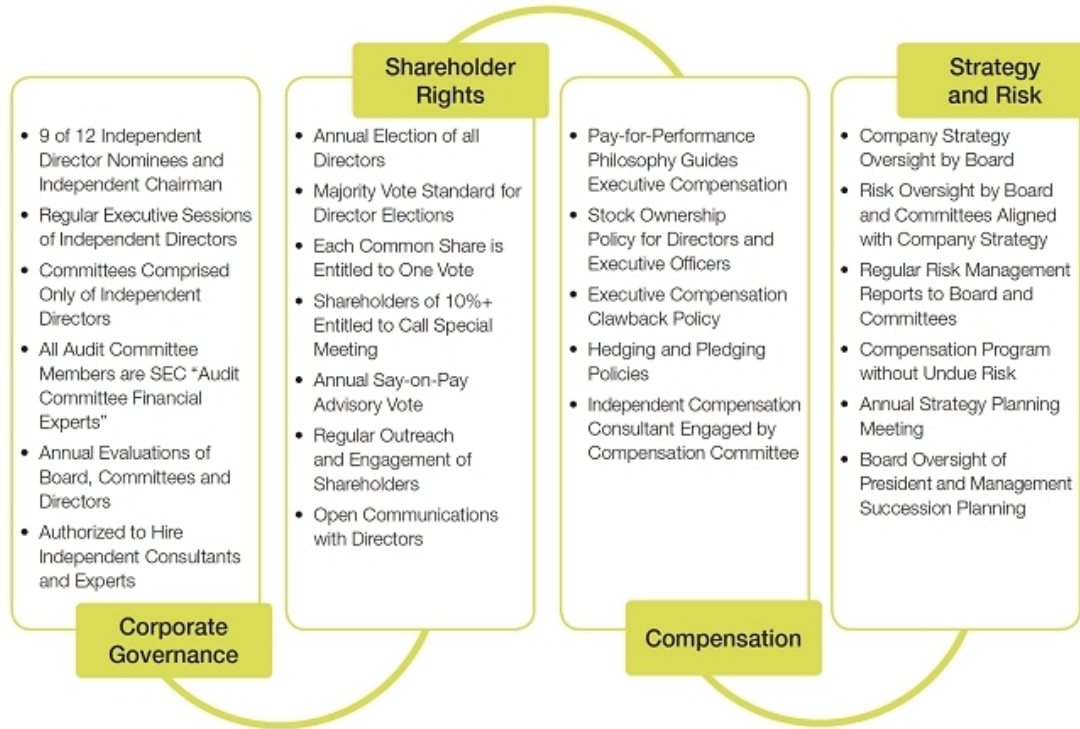 • 9 of 12 Independent
Director Nominees and
Independent Chairman
• Regular Executive Sessions
of Independent Directors
• Committees Comprised
Only of Independent
Directors
• All Audit Committee
Members are SEC “Audit
Committee Financial
Experts”
• Annual Evaluations of
Board, Committees and
Directors
• Authorized to Hire
Independent Consultants
and Experts
Corporate
Governance
Shareholder
Rights
• Annual Election of all
Directors
• Majority Vote Standard for
Director Elections
• Each Common Share is
Entitled to One Vote
• Shareholders of 10%+
Entitled to Call Special
Meeting
• Annual Say-on-Pay
Advisory Vote
• Regular Outreach
and Engagement of
Shareholders
• Open Communications
with Directors
• Pay-for-Performance
Philosophy Guides
Executive Compensation
• Stock Ownership
Policy for Directors and
Executive Officers
• Executive Compensation
Clawback Policy
• Hedging and Pledging
Policies
• Independent Compensation
Consultant Engaged by
Compensation Committee
Compensation
Strategy
and Risk
• Company Strategy
Oversight by Board
• Risk Oversight by Board
and Committees Aligned
with Company Strategy
• Regular Risk Management
Reports to Board and
Committees
• Compensation Program
without Undue Risk
• Annual Strategy Planning
Meeting
• Board Oversight of
President and Management
Succession Planning